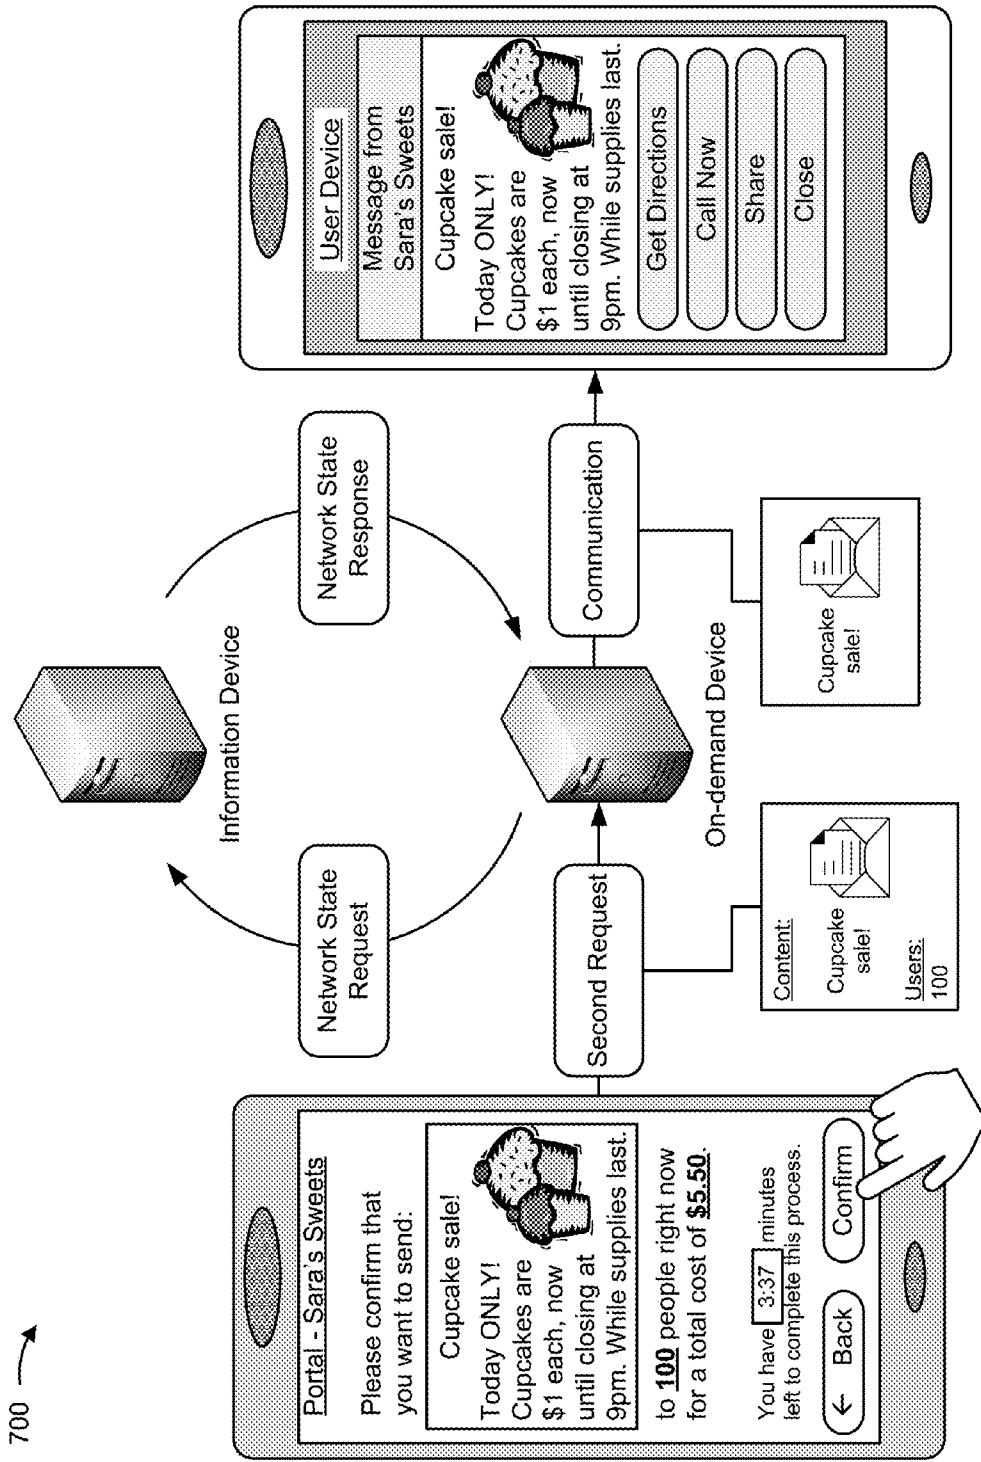 700
Portal - Sara's Sweets
Please confirm that
you want to send:
Cupcake sale!
Today ONLY!
Cupcakes are
$1 each, now
until closing at
9pm. While supplies last.
to 100 people right now
for a total cost of $5.50.
You have 3:37 minutes
left to complete this process.
← Back
Confirm
Network State
Request
Information Device
Network State
Response
Second Request
Content:
Cupcake
sale!
Users:
100
On-demand Device
Communication
Cupcake
sale!
User Device
Message from
Sara's Sweets
Cupcake sale!
Today ONLY!
Cupcakes are
$1 each, now
until closing at
9pm. While supplies last.
Get Directions
Call Now
Share
Close